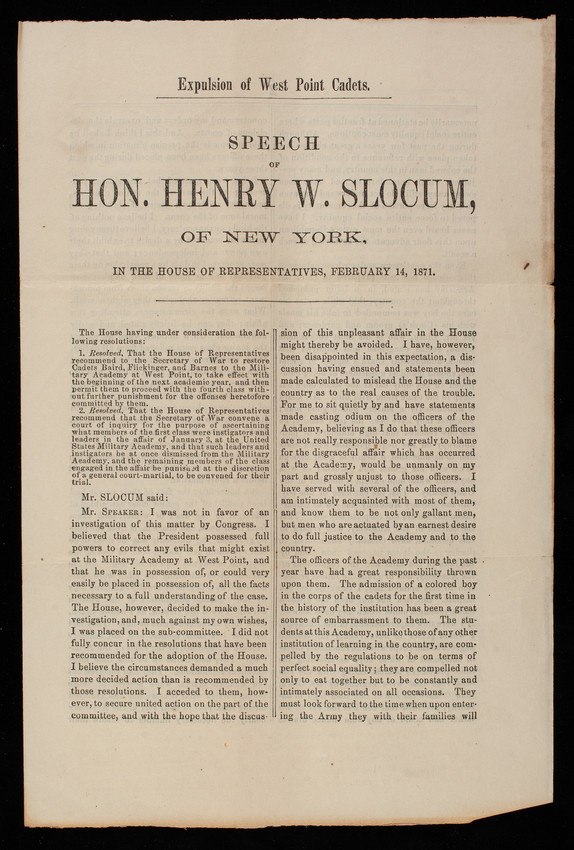 Expulsion of West Point Cadets.
SPEECH
OF
HON. HENRY W. SLOCUM,
OF NEW YORK,
IN THE HOUSE OF REPRESENTATIVES, FEBRUARY 14, 1871.
The House having under consideration the fol-
lowing resolutions:
1. Resolved, That the House of Representatives
recommend to the Secretary of War to restore
Cadets Baird, Flickinger, and Barnes to the Mili-
tary Academy at West Point, to take effect with
the beginning of the next academic year, and then
permit them to proceed with the fourth class with-
out further punishment for the offenses heretofore
committed by them.
2. Resolved, That the House of Representatives
recommend that the Secretary of War convene a
court of inquiry for the purpose of ascertaining
what members of the first class were instigators and
leaders in the affair of January 3, at the United
States Military Academy, and that such leaders and
instigators be at once dismissed from the Military
Academy, and the remaining members of the class
engaged in the affair be punished at the discretion
of a general court-martial, to be convened for their
trial.
Mr. SLOCUM said:
Mr. SPEAKER: I was not in favor of an
investigation of this matter by Congress. I
believed that the President possessed full
powers to correct any evils that might exist
at the Military Academy at West Point, and
that he was in possession of, or could very
easily be placed in possession of, all the facts
necessary to a full understanding of the case.
The House, however, decided to make the in-
vestigation, and, much against my own wishes,
I was placed on the sub-committee. I did not
fully concur in the resolutions that have been
recommended for the adoption of the House.
I believe the circumstances demanded a much
more decided action than is recommended by
those resolutions. I acceded to them, how-
ever, to secure united action on the part of the
committee, and with the hope that the discus-
sion of this unpleasant affair in the House
might thereby be avoided. I have, however,
been disappointed in this expectation, a dis-
cussion having ensued and statements been
made calculated to mislead the House and the
country as to the real causes of the trouble.
For me to sit quietly by and have statements
made casting odium on the officers of the
Academy, believing as I do that these officers
are not really responsible nor greatly to blame
for the disgraceful affair which has occurred
at the Academy, would be unmanly on my
part and grossly unjust to those officers. I
have served with several of the officers, and
am intimately acquainted with most of them,
and know them to be not only gallant men,
but men who are actuated by an earnest desire
to do full justice to the Academy and to the
country.
The officers of the Academy during the past
year have had a great responsibility thrown
upon them. The admission of a colored boy
in the corps of the cadets for the first time in
the history of the institution has been a great
source of embarrassment to them. The stu-
dents at this Academy, unlike those of any other
institution of learning in the country, are com-
pelled by the regulations to be on terms of
perfect social equality; they are compelled not
only to eat together but to be constantly and
intimately associated on all occasions. They
must look forward to the time when upon enter-
ing the Army they with their families will